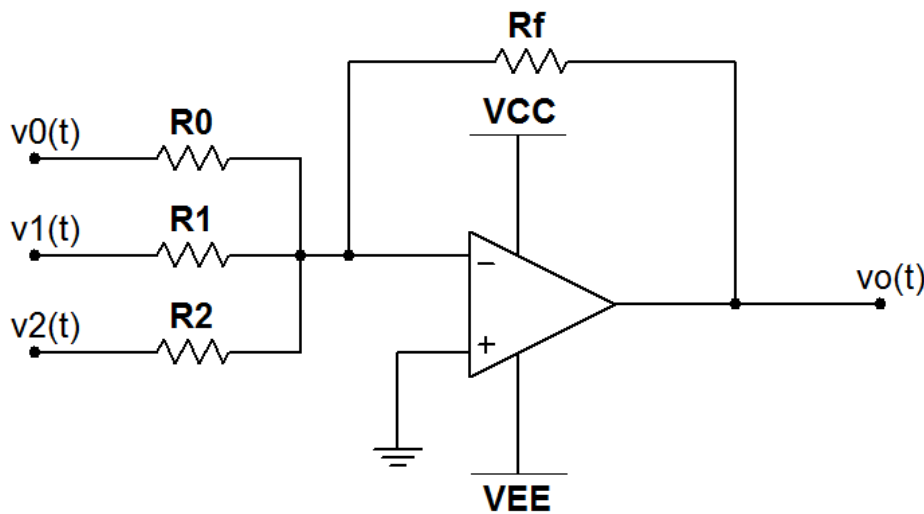 Rf
VCC
v0(t)
R0
v1(t)
R1
−
vo(t)
v2(t)
R2
+
VEE